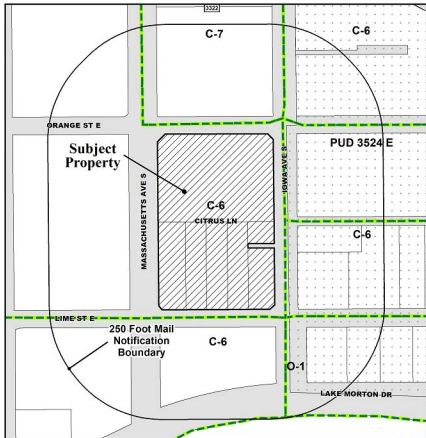 3322
C-7
C-6
ORANGE ST E
Subject
Property
PUD 3524 E
MASSACHUSETTS AVE S
IOWA AVE S
C-6
CITRUS LN
C-6
LIME ST E
250 Foot Mail
Notification
Boundary
C-6
O-1
LAKE MORTON DR